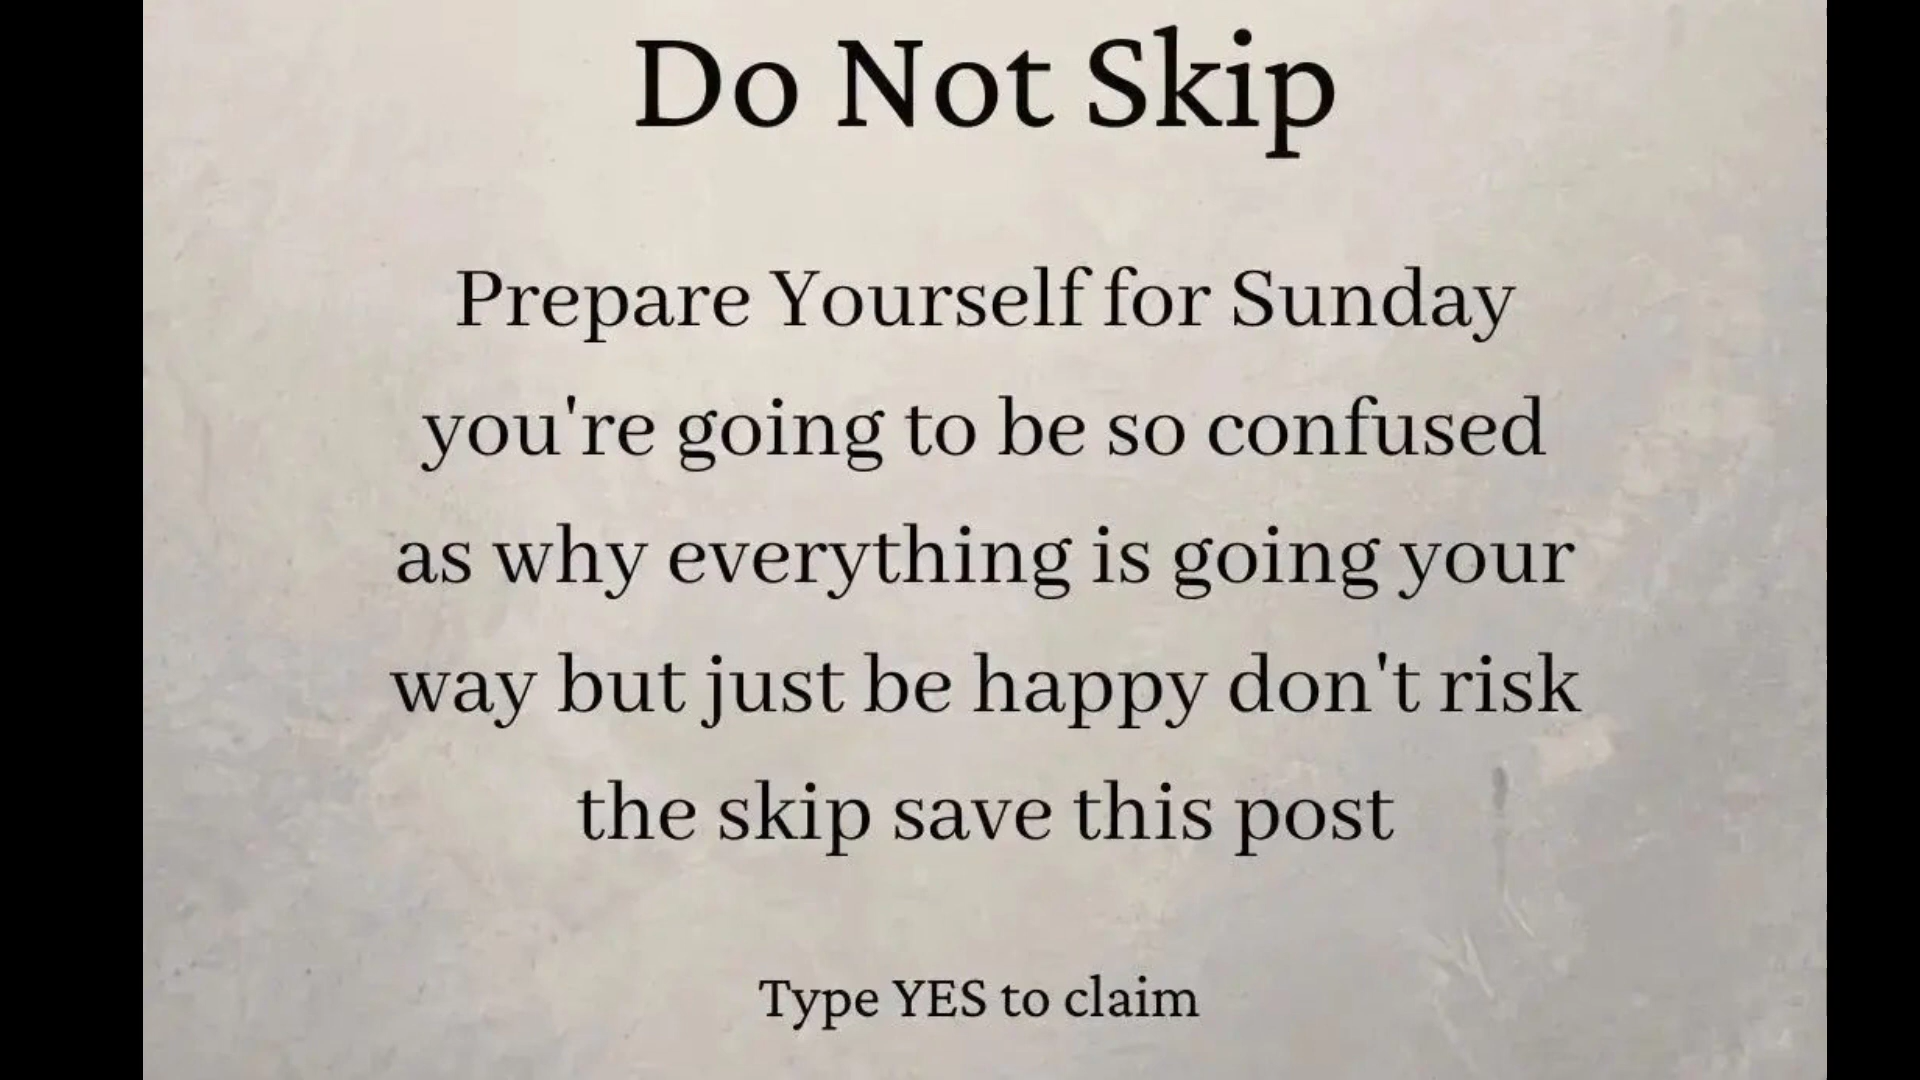 Do Not Skip
Prepare Yourself for Sunday
you're going to be so confused
as why everything is going your
way but just be happy don't risk
the skip save this post
Type YES to claim